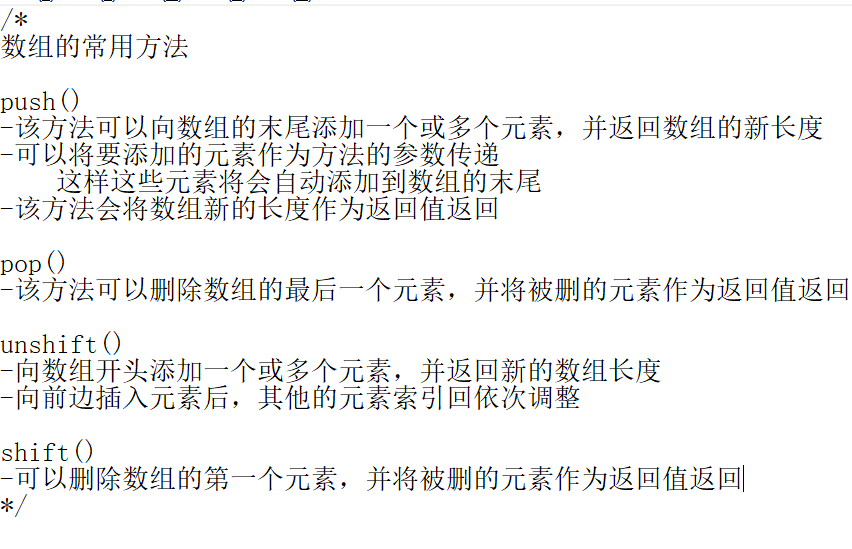 /*
数组的常用方法
push()
-该方法可以向数组的末尾添加一个或多个元素，并返回数组的新长度
-可以将要添加的元素作为方法的参数传递
这样这些元素将会自动添加到数组的末尾
-该方法会将数组新的长度作为返回值返回
pop()
-该方法可以删除数组的最后一个元素，并将被删的元素作为返回值返回
unshift()
-向数组开头添加一个或多个元素，并返回新的数组长度
-向前边插入元素后，其他的元素索引回依次调整
shift()
-可以删除数组的第一个元素，并将被删的元素作为返回值返回
*/